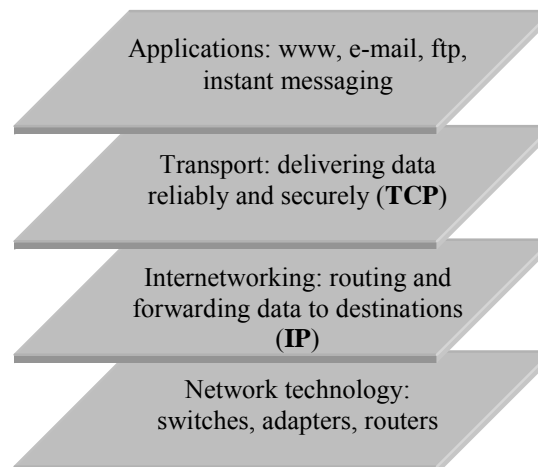 Applications: www, e-mail, ftp,
instant messaging
Transport: delivering data
reliably and securely (TCP)
Internetworking: routing and
forwarding data to destinations
(IP)
Network technology:
switches, adapters, routers